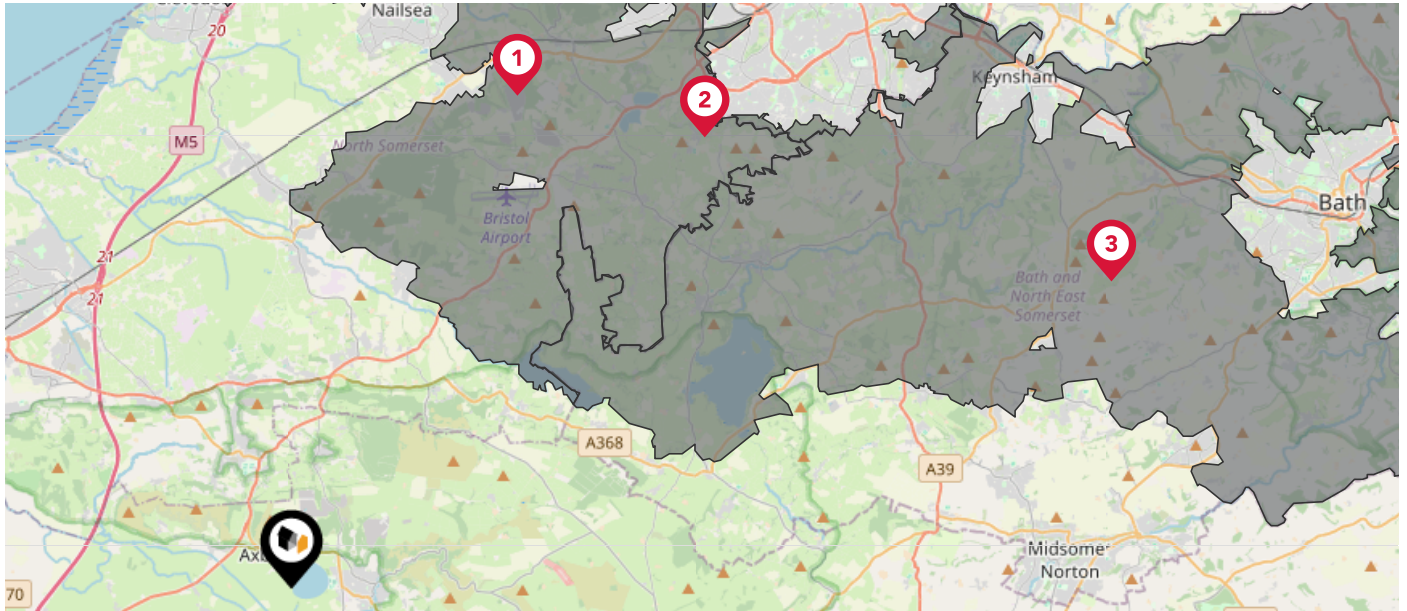 Nailsea
20
1
2
Keynsham
M5
North Somerset
Bristol
Airport
Bath
3
21
21
Bath and
North East
Somerset
A368
A39
Axb
Midsomer
Norton
70